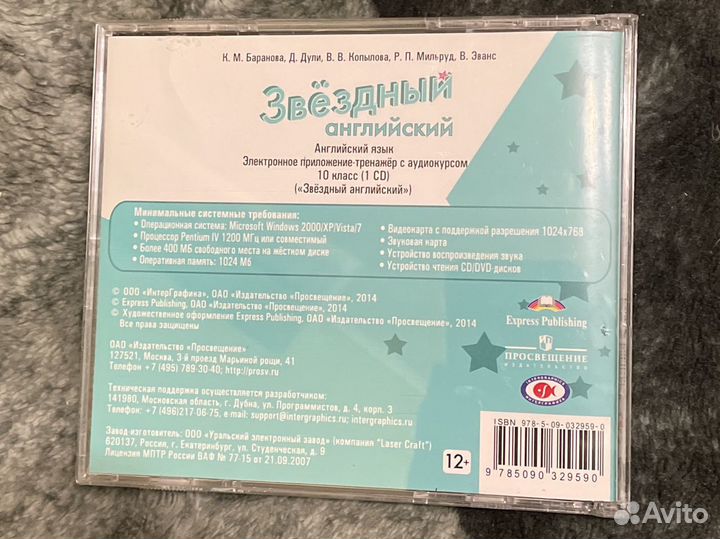 К. М. Баранова, Д. Дули, В. В. Копылова, Р. П. Мильруд, В. Эванс
Звёздный
английский
Английский язык
Электронное приложение-тренажёр с аудиокурсом
10 класс (1 CD)
(«Звёздный английский»)
Минимальные системные требования:
• Операционная система: Microsoft Windows 2000/XP/Vista/7
• Процессор Pentium IV 1200 МГц или совместимый
• Более 400 МБ свободного места на жёстком диске
• Оперативная память: 1024 Мб
• Видеокарта с поддержкой разрешения 1024x768
• Звуковая карта
• Устройство воспроизведения звука
• Устройство чтения CD/DVD-дисков
© ООО «ИнтерГрафика», ОАО «Издательство «Просвещение», 2014
© Express Publishing, ОАО «Издательство «Просвещение», 2014
© Художественное оформление Express Publishing, ОАО «Издательство «Просвещение», 2014
Все права защищены
ОАО «Издательство «Просвещение»
127521, Москва, 3-й проезд Марьиной рощи, 41
Телефон +7 (495) 789-30-40; http://prosv.ru
Техническая поддержка осуществляется разработчиком:
141980, Московская область, г. Дубна, ул. Программистов, д. 4, корп. 3
Телефон: +7 (496)217-06-75, e-mail: support@intergraphics.ru; intergraphics.ru
Завод-изготовитель: ООО «Уральский электронный завод» (компания "Laser Craft")
620137, Россия, г. Екатеринбург, ул. Студенческая, д. 9
Лицензия МПТР России ВАФ № 77-15 от 21.09.2007
Express Publishing
ПРОСВЕЩЕНИЕ
ИЗДАТЕЛЬСТВО
12+
ISBN 978-5-09-032959-0
9 785090 329590
Avito